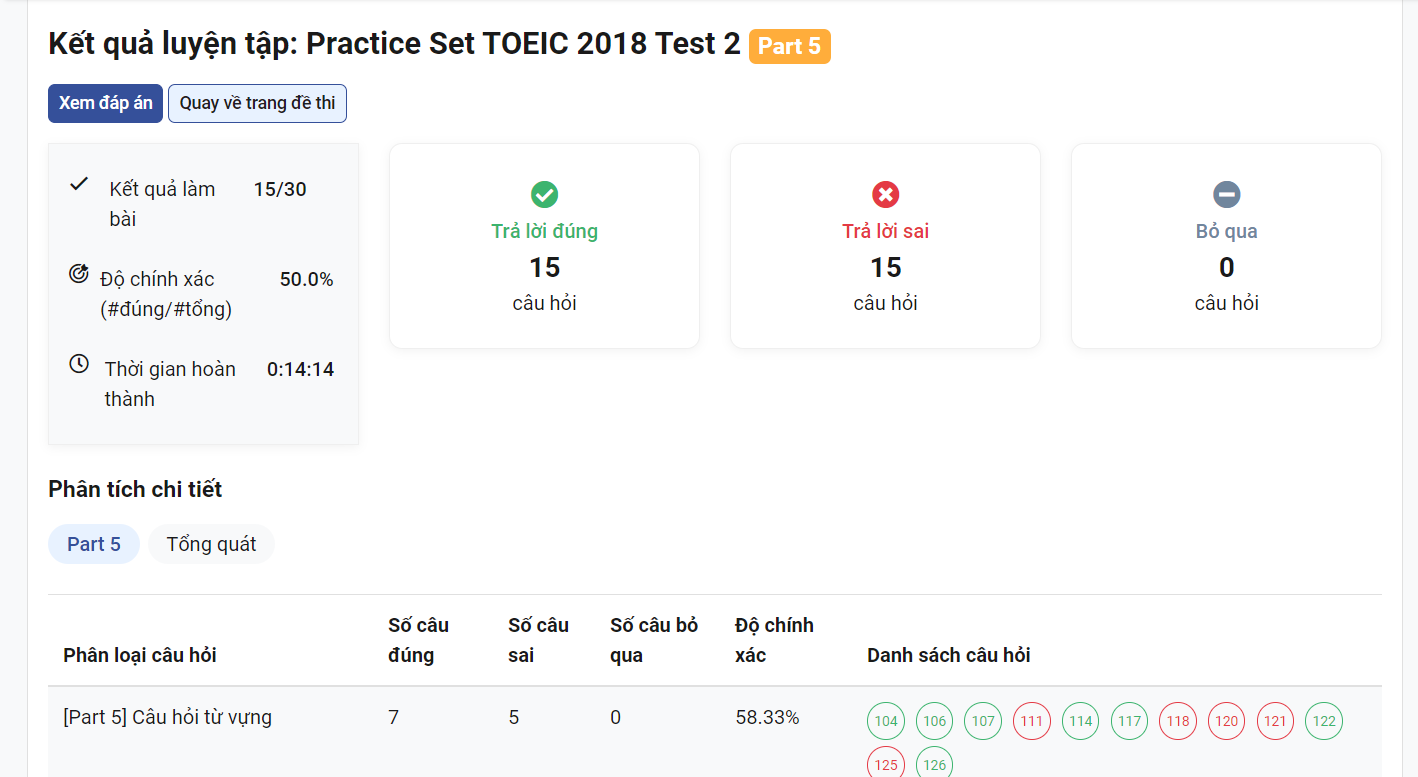 Kết quả luyện tập: Practice Set TOEIC 2018 Test 2 Part 5
Xem đáp án Quay về trang đề thi
Kết quả làm bài 15/30
Độ chính xác (#đúng/#tổng) 50.0%
Thời gian hoàn thành 0:14:14
Trả lời đúng
15
câu hỏi
Trả lời sai
15
câu hỏi
Bỏ qua
0
câu hỏi
Phân tích chi tiết
Part 5 Tổng quát
Phân loại câu hỏi Số câu đúng Số câu sai Số câu bỏ qua Độ chính xác Danh sách câu hỏi
[Part 5] Câu hỏi từ vựng 7 5 0 58.33% 104 106 107 111 114 117 118 120 121 122
125 126